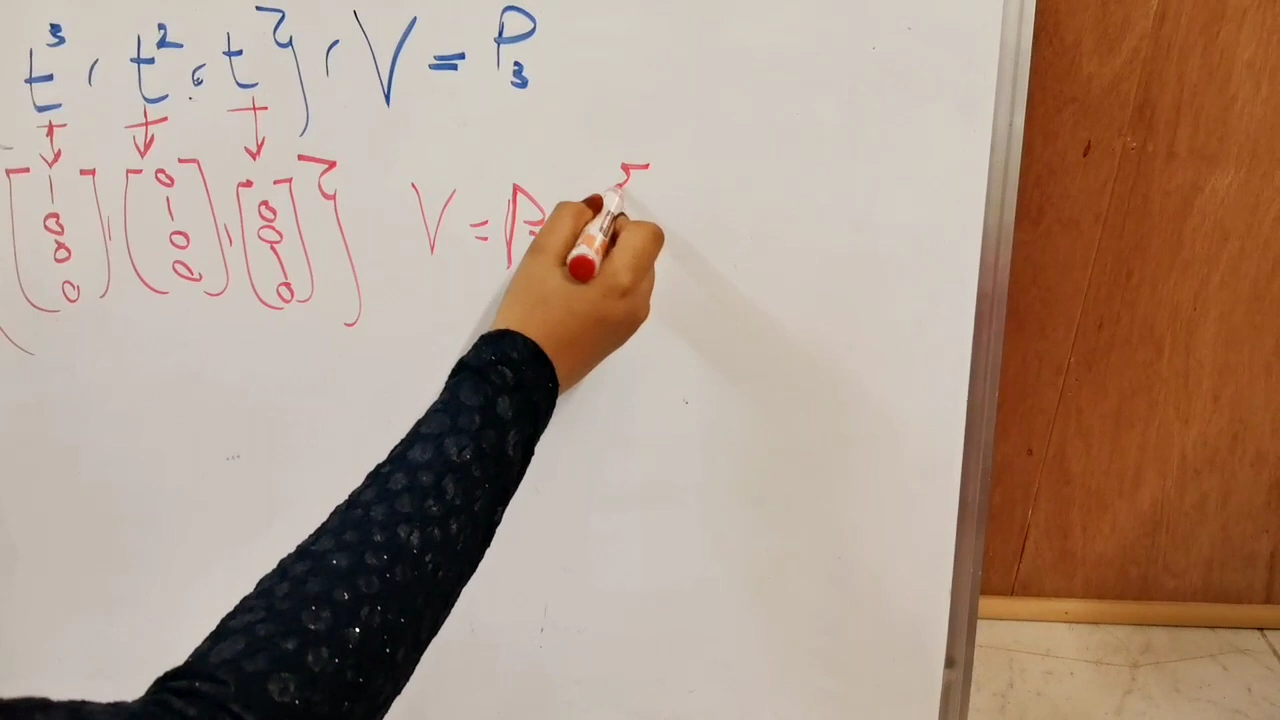 t³, t², t}, V = P₃
[1 0 0 0], [0 1 0 0], [0 0 1 0]} V = P